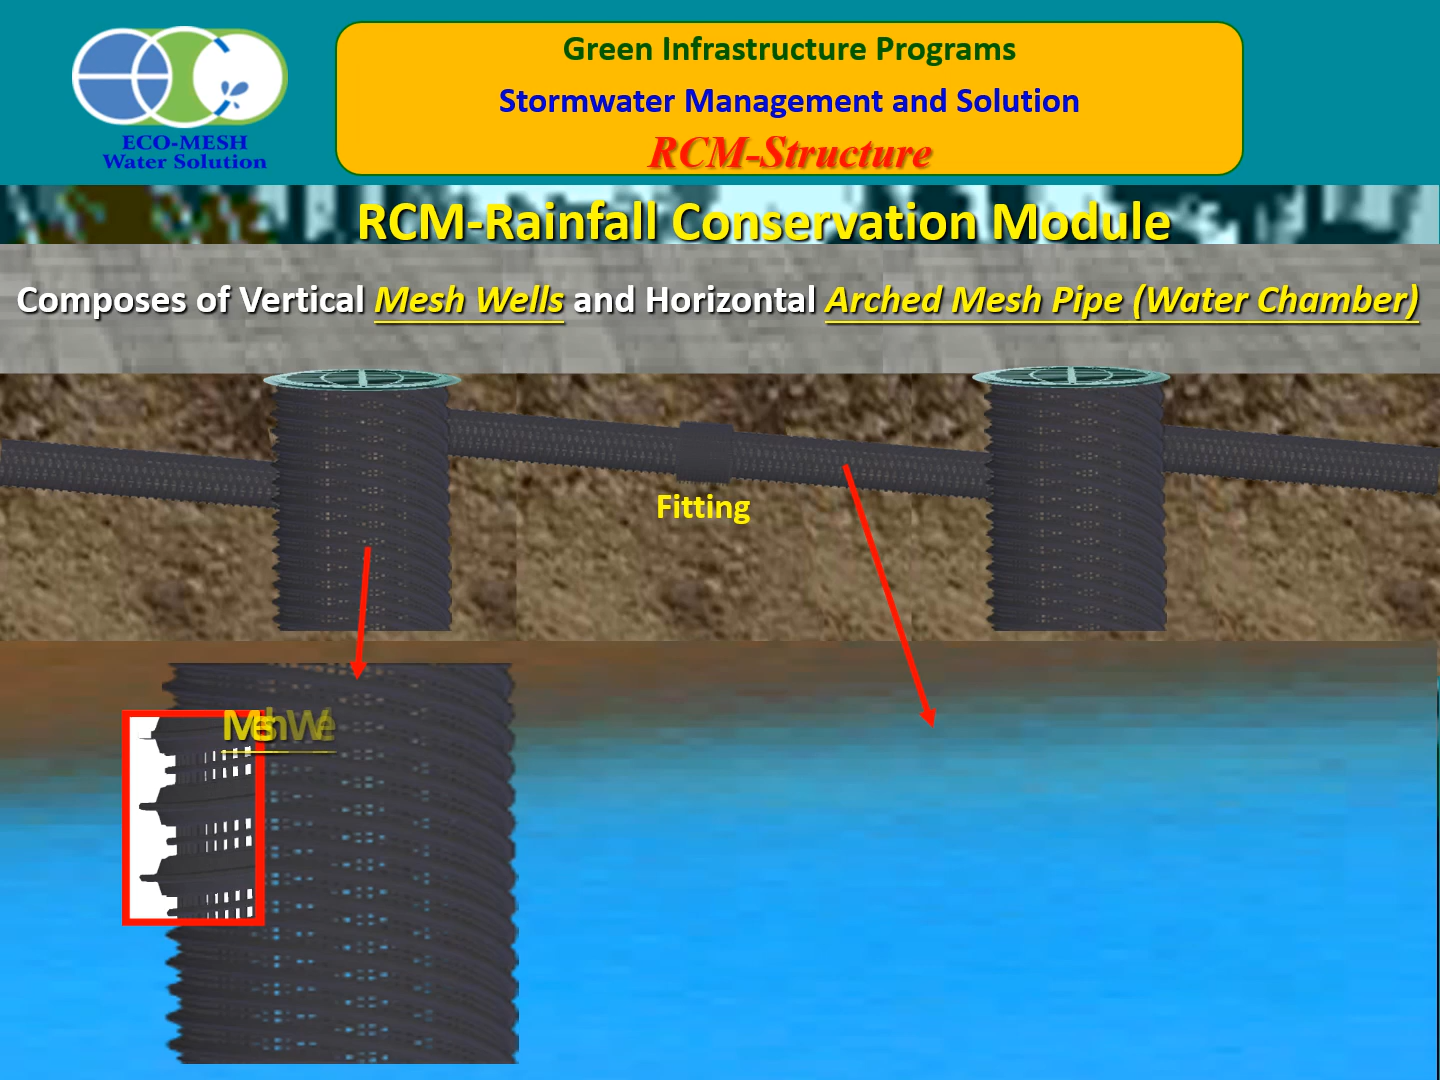 ECO-MESH
Water Solution
Green Infrastructure Programs
Stormwater Management and Solution
RCM-Structure
RCM-Rainfall Conservation Module
Composes of Vertical Mesh Wells and Horizontal Arched Mesh Pipe (Water Chamber)
Fitting